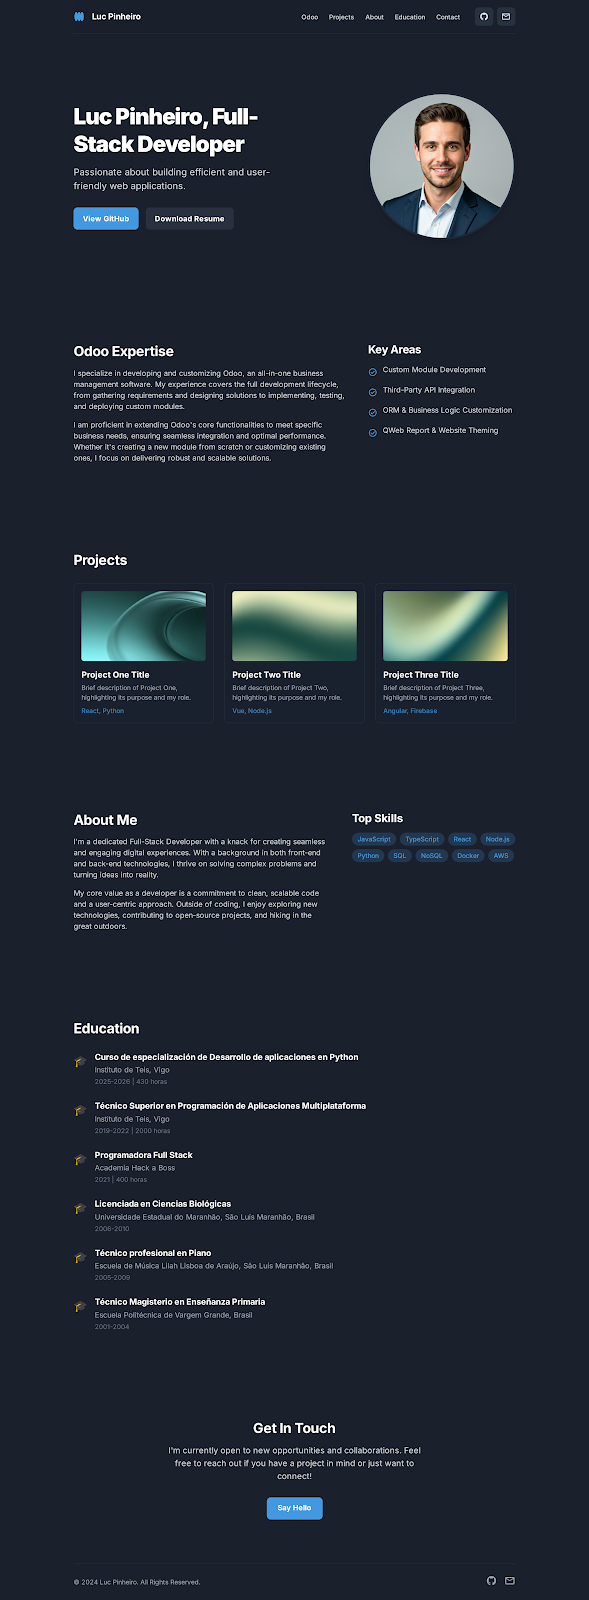 Luc Pinheiro
Odoo Projects About Education Contact
Luc Pinheiro, Full-
Stack Developer
Passionate about building efficient and user-
friendly web applications.
View GitHub Download Resume
Odoo Expertise
I specialize in developing and customizing Odoo, an all-in-one business
management software. My experience covers the full development lifecycle,
from gathering requirements and designing solutions to implementing, testing,
and deploying custom modules.
I am proficient in extending Odoo's core functionalities to meet specific
business needs, ensuring seamless integration and optimal performance.
Whether it's creating a new module from scratch or customizing existing
ones, I focus on delivering robust and scalable solutions.
Key Areas
Custom Module Development
Third-Party API Integration
ORM & Business Logic Customization
QWeb Report & Website Theming
Projects
Project One Title
Brief description of Project One,
highlighting its purpose and my role.
React, Python
Project Two Title
Brief description of Project Two,
highlighting its purpose and my role.
Vue, Node.js
Project Three Title
Brief description of Project Three,
highlighting its purpose and my role.
Angular, Firebase
About Me
I'm a dedicated Full-Stack Developer with a knack for creating seamless
and engaging digital experiences. With a background in both front-end
and back-end technologies, I thrive on solving complex problems and
turning ideas into reality.
My core value as a developer is a commitment to clean, scalable code
and a user-centric approach. Outside of coding, I enjoy exploring new
technologies, contributing to open-source projects, and hiking in the
great outdoors.
Top Skills
JavaScript TypeScript React Node.js
Python SQL NoSQL Docker AWS
Education
Curso de especialización de Desarrollo de aplicaciones en Python
Instituto de Teis, Vigo
2025-2026 | 430 horas
Técnico Superior en Programación de Aplicaciones Multiplataforma
Instituto de Teis, Vigo
2019-2022 | 2000 horas
Programadora Full Stack
Academia Hack a Boss
2021 | 400 horas
Licenciada en Ciencias Biológicas
Universidade Estadual do Maranhão, São Luis Maranhão, Brasil
2006-2010
Técnico profesional en Piano
Escuela de Música Lilah Lisboa de Araújo, São Luis Maranhão, Brasil
2005-2009
Técnico Magisterio en Enseñanza Primaria
Escuela Politécnica de Vargem Grande, Brasil
2001-2004
Get In Touch
I'm currently open to new opportunities and collaborations. Feel
free to reach out if you have a project in mind or just want to
connect!
Say Hello
© 2024 Luc Pinheiro. All Rights Reserved.